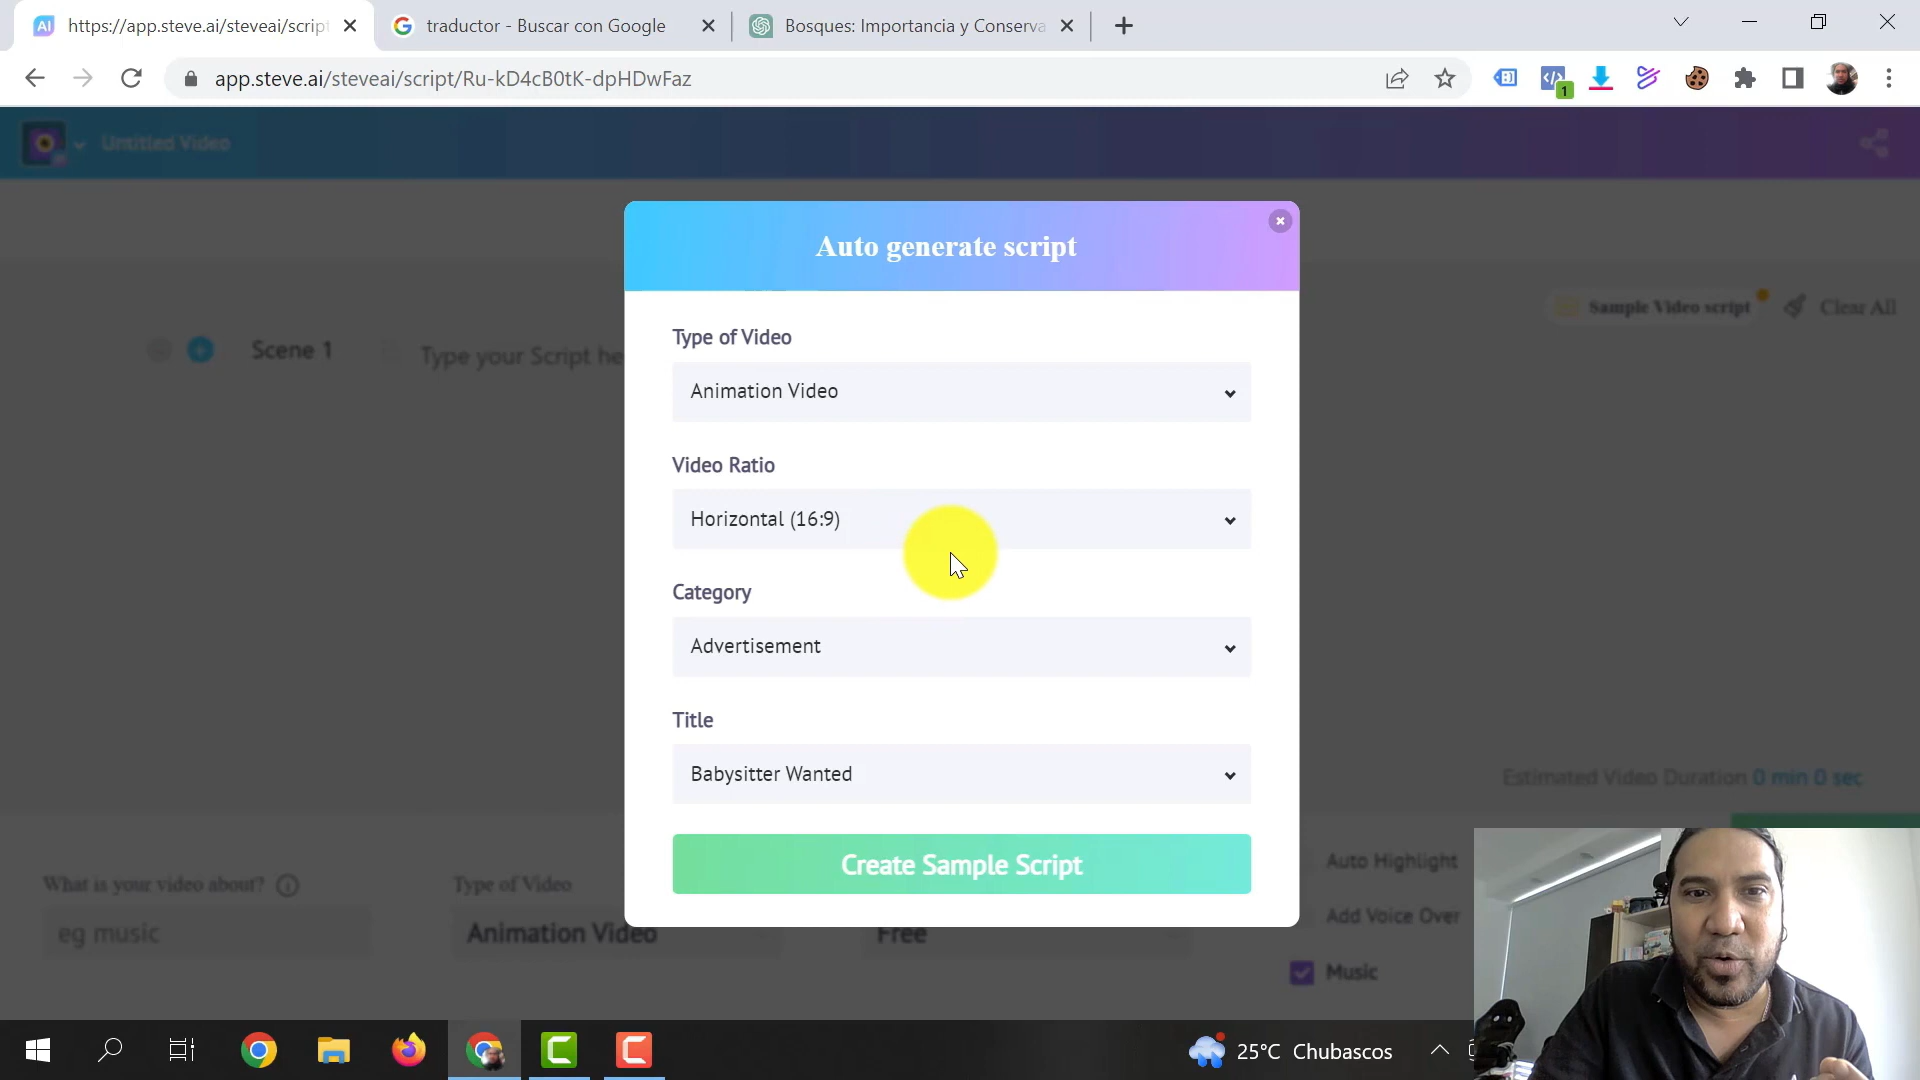 AI https://app.steve.ai/steveai/script
traductor - Buscar con Google
Bosques: Importancia y Conserva
app.steve.ai/steveai/script/Ru-kD4cB0tK-dpHDwFaz
1
Untitled Video
Auto generate script
Sample Video script
Clear All
Scene 1
Type your Script he
Type of Video
Animation Video
Video Ratio
Horizontal (16:9)
Category
Advertisement
Title
Babysitter Wanted
Create Sample Script
Estimated Video Duration 0 min 0 sec
What is your video about?
eg music
Type of Video
Animation Video
Free
Auto Highlight
Add Voice Over
Music
25°C Chubascos